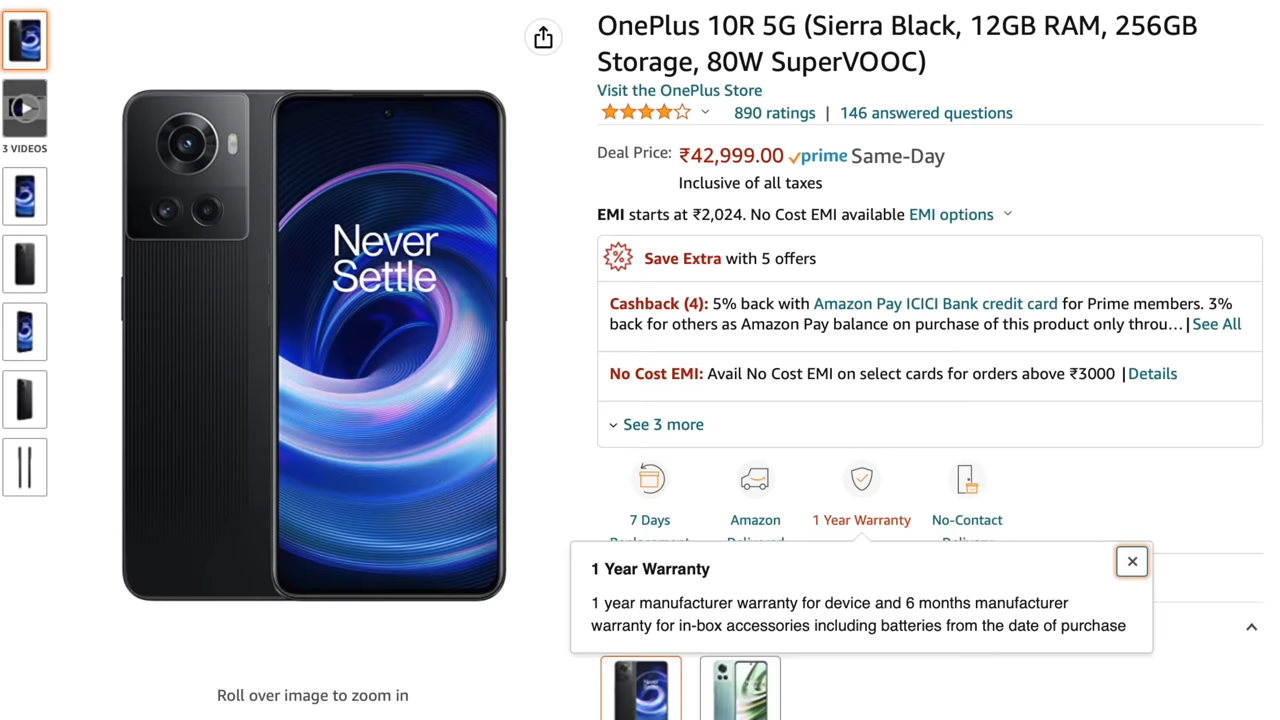 OnePlus 10R 5G (Sierra Black, 12GB RAM, 256GB
Storage, 80W SuperVOOC)
Visit the OnePlus Store
890 ratings | 146 answered questions
3 VIDEOS
Deal Price: ₹42,999.00 prime Same-Day
Inclusive of all taxes
EMI starts at ₹2,024. No Cost EMI available EMI options
Never
Settle
Save Extra with 5 offers
Cashback (4): 5% back with Amazon Pay ICICI Bank credit card for Prime members. 3%
back for others as Amazon Pay balance on purchase of this product only throu... | See All
No Cost EMI: Avail No Cost EMI on select cards for orders above ₹3000 | Details
See 3 more
7 Days
Amazon
1 Year Warranty
No-Contact
1 Year Warranty
1 year manufacturer warranty for device and 6 months manufacturer
warranty for in-box accessories including batteries from the date of purchase
Roll over image to zoom in